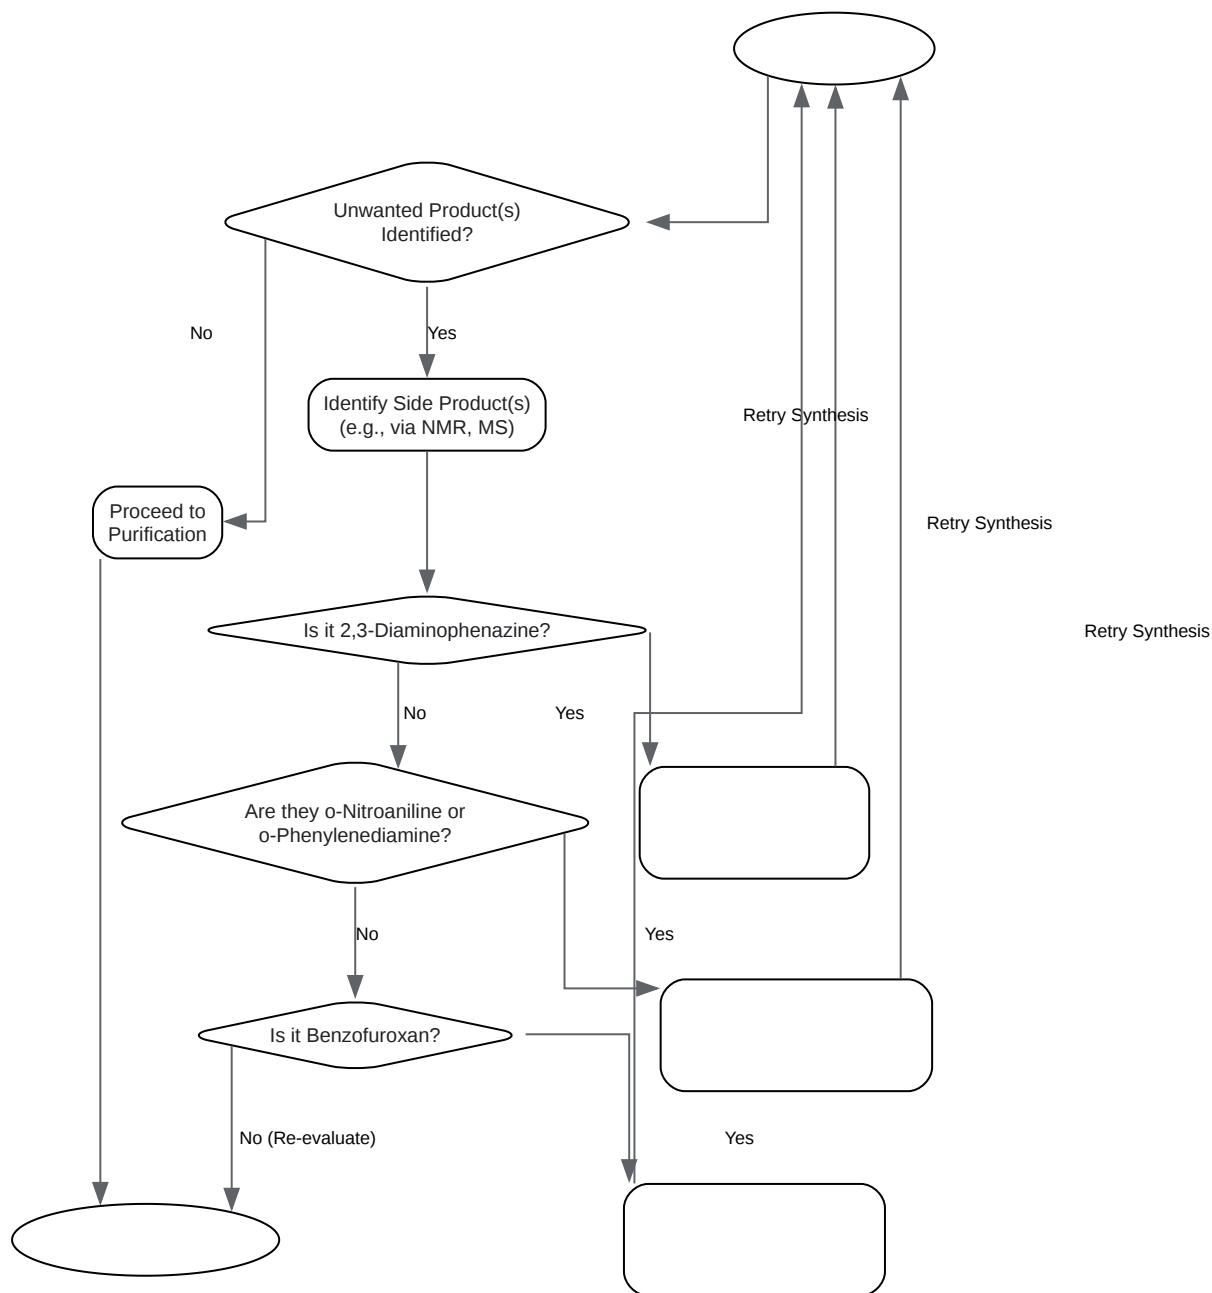 Unwanted Product(s)
Identified?
No
Yes
Identify Side Product(s)
(e.g., via NMR, MS)
Retry Synthesis
Proceed to
Purification
Retry Synthesis
Is it 2,3-Diaminophenazine?
Retry Synthesis
No
Yes
Are they o-Nitroaniline or
o-Phenylenediamine?
No
Yes
Is it Benzofuroxan?
No (Re-evaluate)
Yes